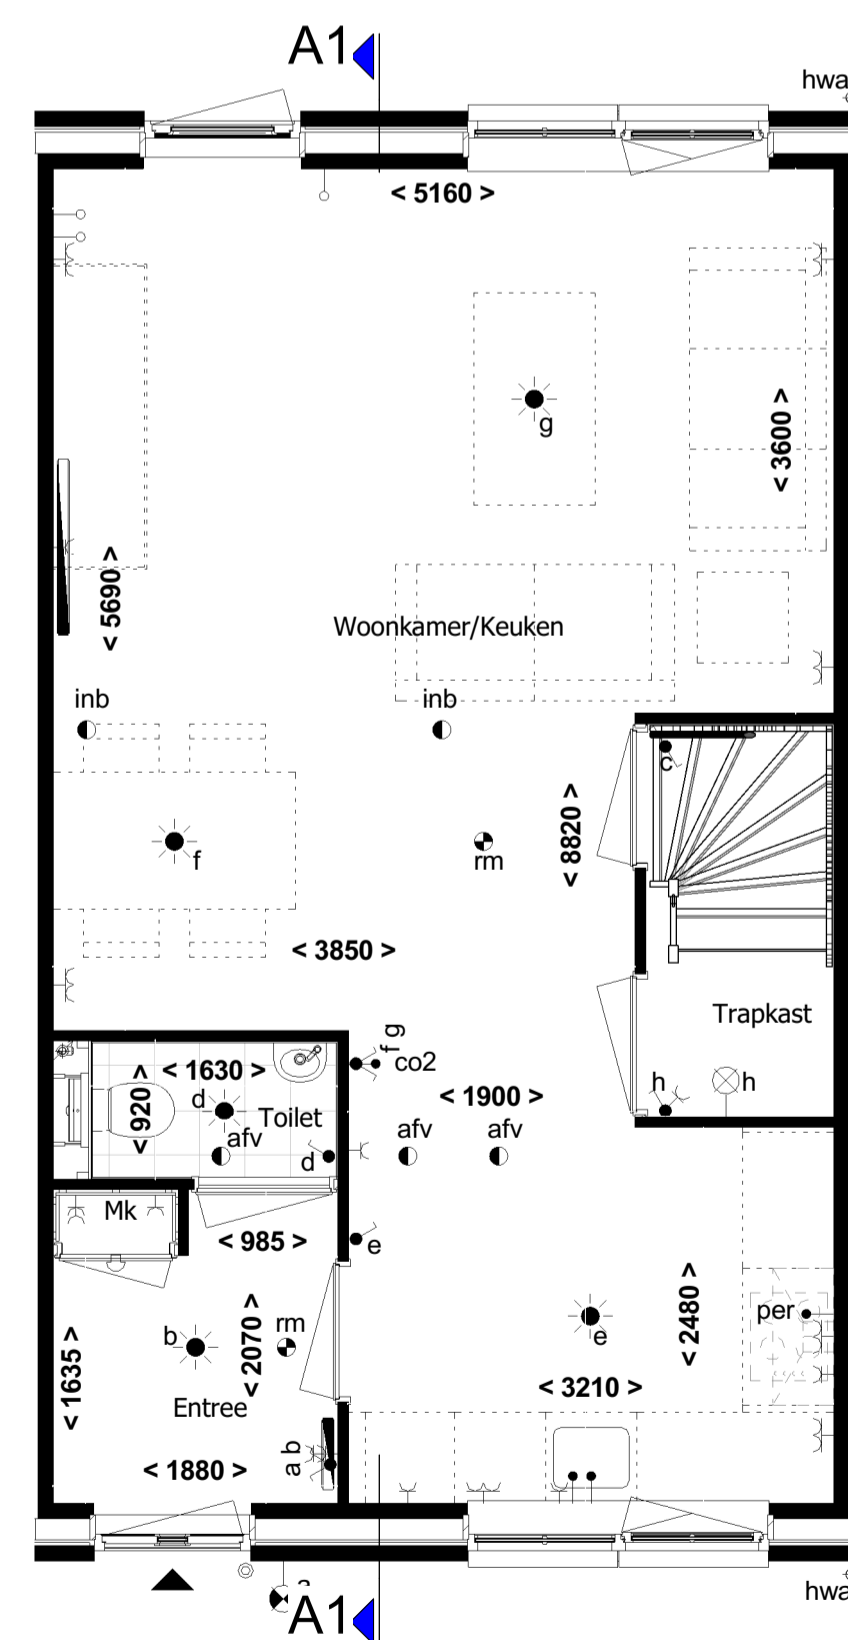 A1
hwa
< 5160 >
g
< 3600 >
< 5690 >
Woonkamer/Keuken
inb
inb
c
< 8820 >
f
rm
< 3850 >
Trapkast
f g
co2
< 1630 >
h
h
< 920 >
d
< 1900 >
Toilet
afv
afv
afv
d
Mk
< 985 >
e
< 2480 >
per
b
< 2070 >
rm
e
< 1635 >
< 3210 >
Entree
a b
< 1880 >
a
A1
hwa